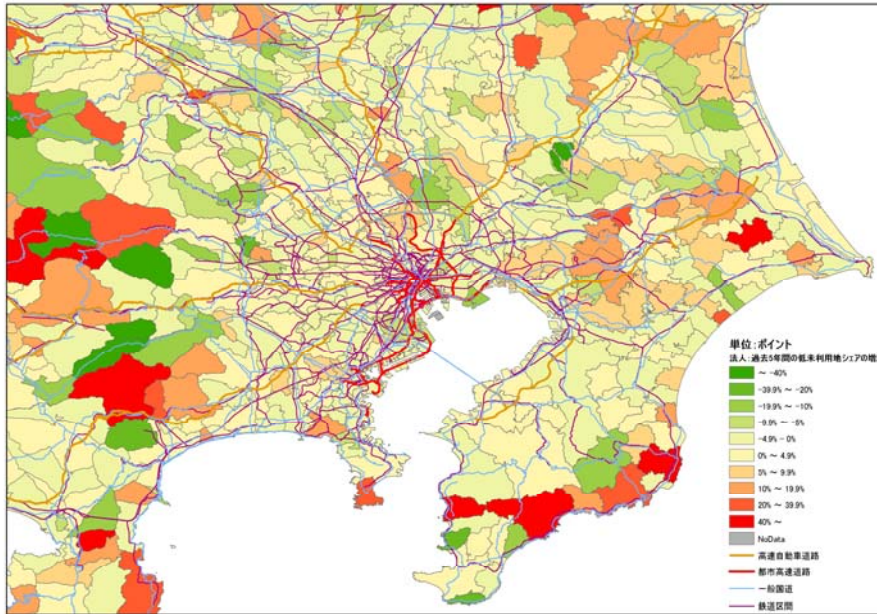 単位:ポイント
法人:過去5年間の低未利用地シェアの増
～ -40%
-39.9% ～ -20%
-19.9% ～ -10%
-9.9% ～ -5%
-4.9% - 0%
0% ～ 4.9%
5% ～ 9.9%
10% ～ 19.9%
20% ～ 39.9%
40% ～
NoData
高速自動車道路
都市高速道路
一般国道
鉄道区間